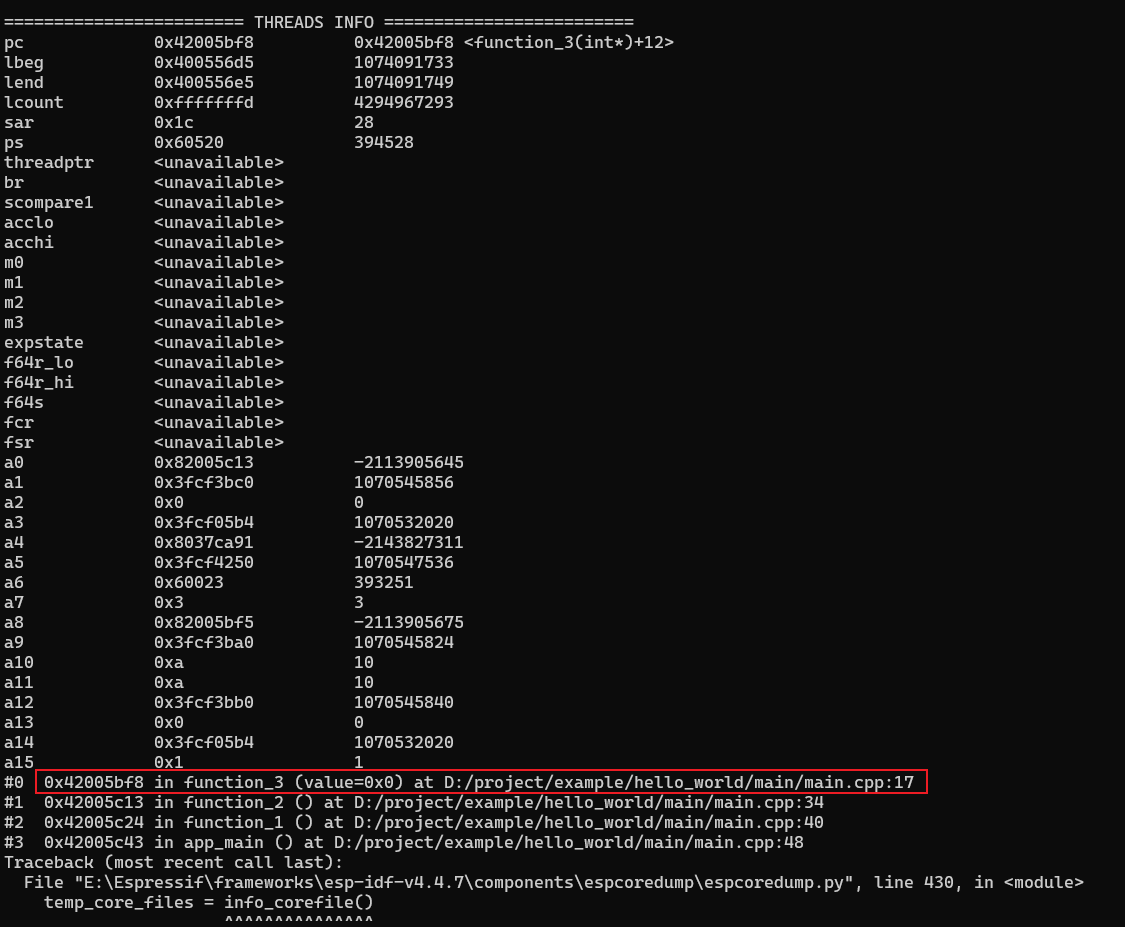 ======================== THREADS INFO =========================
pc             0x42005bf8          0x42005bf8 <function_3(int*)+12>
lbeg           0x400556d5          1074091733
lend           0x400556e5          1074091749
lcount         0xfffffffd          4294967293
sar            0x1c                28
ps             0x60520             394528
threadptr      <unavailable>
br             <unavailable>
scompare1      <unavailable>
acclo          <unavailable>
acchi          <unavailable>
m0             <unavailable>
m1             <unavailable>
m2             <unavailable>
m3             <unavailable>
expstate       <unavailable>
f64r_lo        <unavailable>
f64r_hi        <unavailable>
f64s           <unavailable>
fcr            <unavailable>
fsr            <unavailable>
a0             0x82005c13          -2113905645
a1             0x3fcf3bc0          1070545856
a2             0x0                 0
a3             0x3fcf05b4          1070532020
a4             0x8037ca91          -2143827311
a5             0x3fcf4250          1070547536
a6             0x60023             393251
a7             0x3                 3
a8             0x82005bf5          -2113905675
a9             0x3fcf3ba0          1070545824
a10            0xa                 10
a11            0xa                 10
a12            0x3fcf3bb0          1070545840
a13            0x0                 0
a14            0x3fcf05b4          1070532020
a15            0x1                 1
#0  0x42005bf8 in function_3 (value=0x0) at D:/project/example/hello_world/main/main.cpp:17
#1  0x42005c13 in function_2 () at D:/project/example/hello_world/main/main.cpp:34
#2  0x42005c24 in function_1 () at D:/project/example/hello_world/main/main.cpp:40
#3  0x42005c43 in app_main () at D:/project/example/hello_world/main/main.cpp:48
Traceback (most recent call last):
  File "E:\Espressif\frameworks\esp-idf-v4.4.7\components\espcoredump\espcoredump.py", line 430, in <module>
    temp_core_files = info_corefile()
                      ^^^^^^^^^^^^^^^